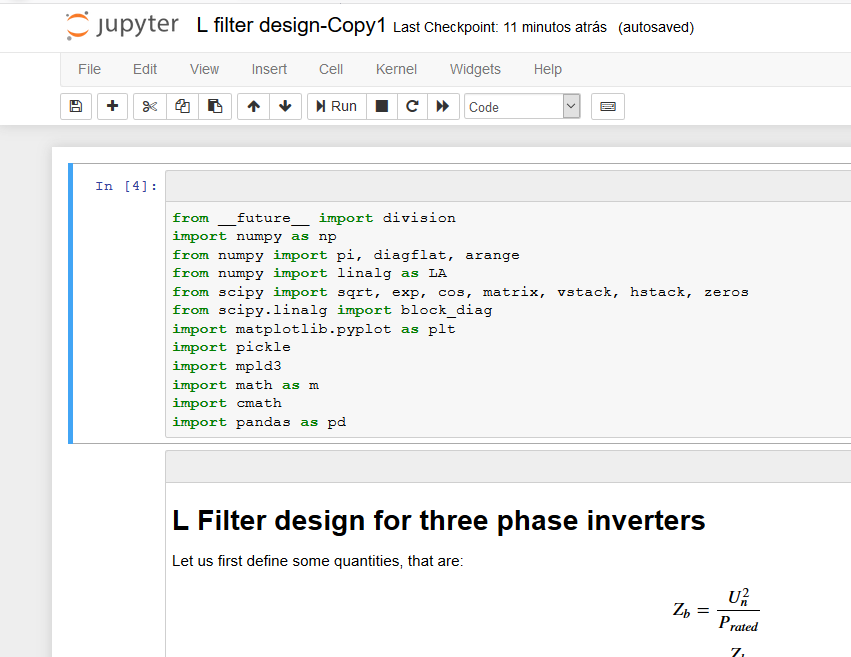 jupyter L filter design-Copy1 Last Checkpoint: 11 minutos atrás (autosaved)
File Edit View Insert Cell Kernel Widgets Help
Run Code
In [4]:
from __future__ import division
import numpy as np
from numpy import pi, diagflat, arange
from numpy import linalg as LA
from scipy import sqrt, exp, cos, matrix, vstack, hstack, zeros
from scipy.linalg import block_diag
import matplotlib.pyplot as plt
import pickle
import mpld3
import math as m
import cmath
import pandas as pd
L Filter design for three phase inverters
Let us first define some quantities, that are:
Z_b = U_n^2 / P_rated